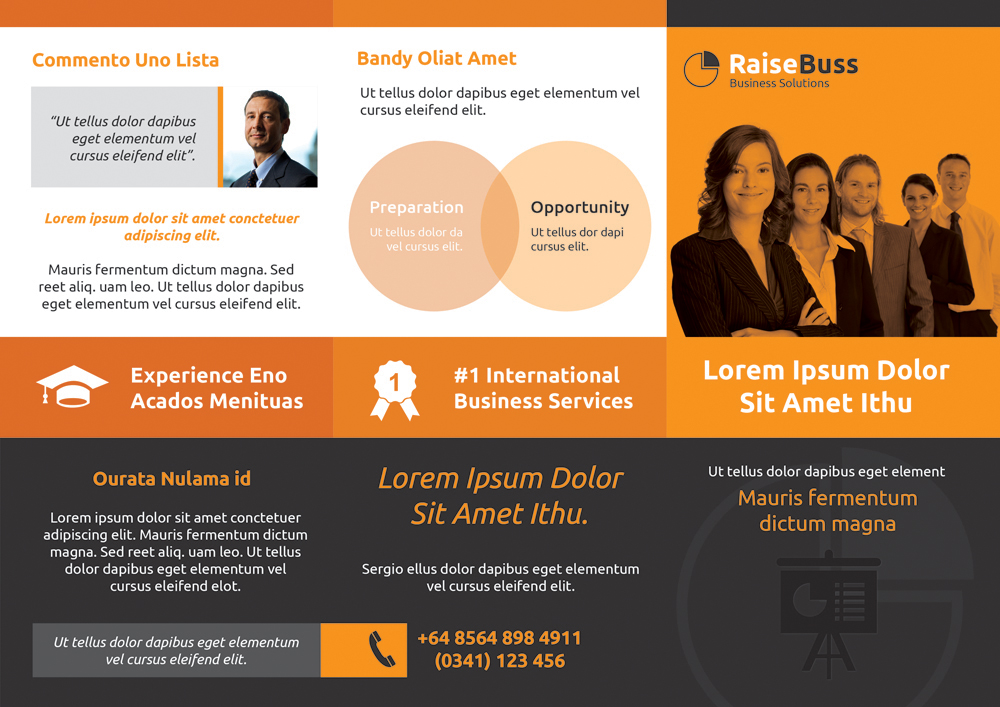 Commento Uno Lista
“Ut tellus dolor dapibus
eget elementum vel
cursus eleifend elit”.
Lorem ipsum dolor sit amet conctetuer
adipiscing elit.
Mauris fermentum dictum magna. Sed
reet aliq. uam leo. Ut tellus dolor dapibus
eget elementum vel cursus eleifend elit.
Experience Eno
Acados Menituas
Ourata Nulama id
Lorem ipsum dolor sit amet conctetuer
adipiscing elit. Mauris fermentum dictum
magna. Sed reet aliq. uam leo. Ut tellus
dolor dapibus eget elementum vel
cursus eleifend elot.
Ut tellus dolor dapibus eget elementum
vel cursus eleifend elit.
Bandy Oliat Amet
Ut tellus dolor dapibus eget elementum vel
cursus eleifend elit.
Preparation
Ut tellus dolor da
vel cursus elit.
Opportunity
Ut tellus dor dapi
cursus elit.
1
#1 International
Business Services
Lorem Ipsum Dolor
Sit Amet Ithu.
Sergio ellus dolor dapibus eget elementum
vel cursus eleifend elit.
+64 8564 898 4911
(0341) 123 456
RaiseBuss
Business Solutions
Lorem Ipsum Dolor
Sit Amet Ithu
Ut tellus dolor dapibus eget element
Mauris fermentum
dictum magna